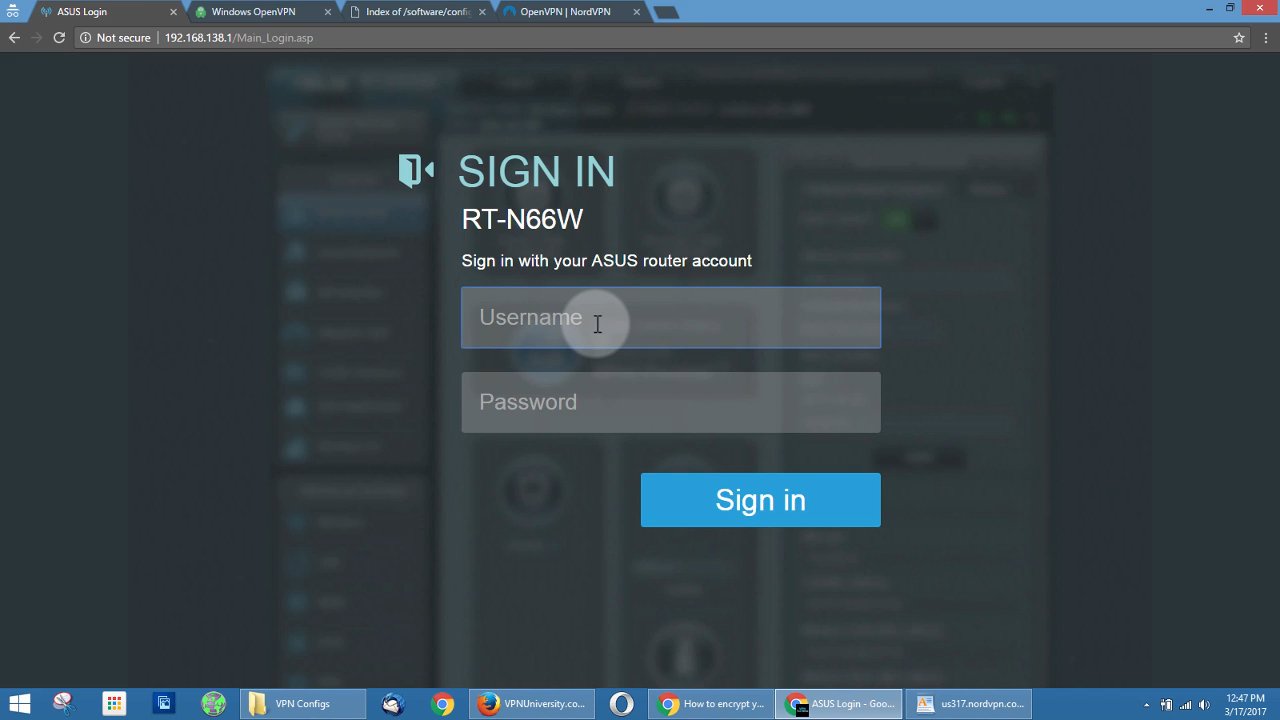 ASUS Login
Windows OpenVPN
Index of /software/config
OpenVPN | NordVPN
Not secure
192.168.138.1/Main_Login.asp
SIGN IN
RT-N66W
Sign in with your ASUS router account
Username
Password
Sign in
VPN Configs
VPNUniversity.co...
How to encrypt y...
ASUS Login - Goo...
us317.nordvpn.co...
12:47 PM
3/17/2017